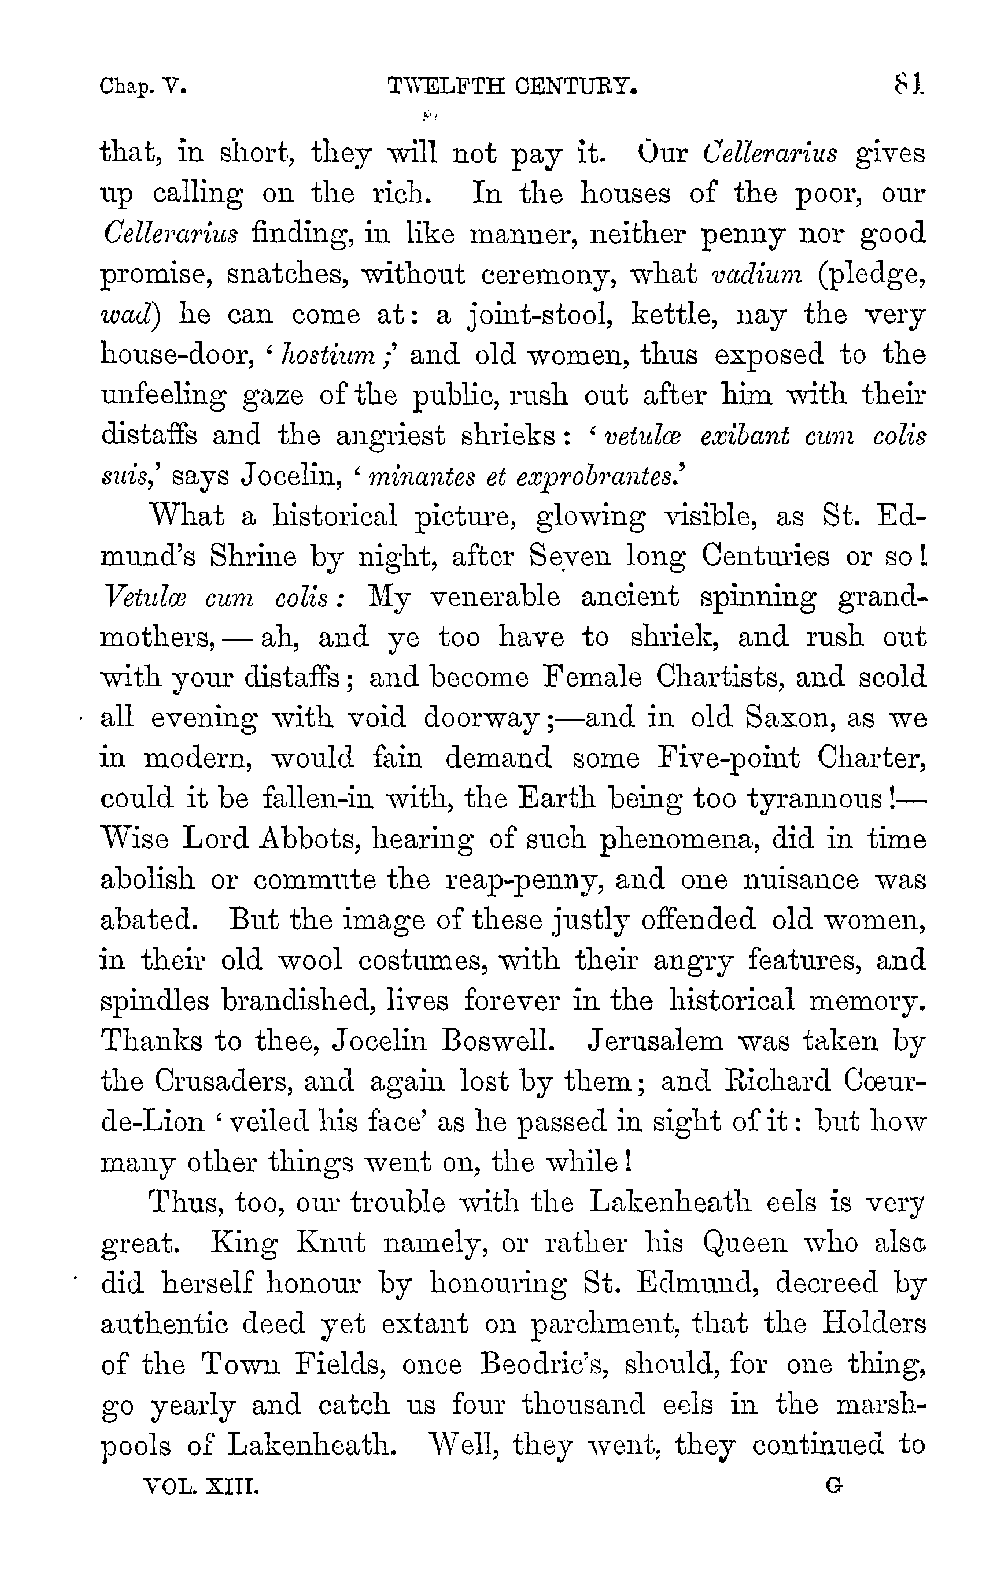 Chap. V. TWELFTH CENTURY. 81
that, in short, they will not pay it. Our Cellerarius gives
up calling on the rich. In the houses of the poor, our
Cellerarius finding, in like manner, neither penny nor good
promise, snatches, without ceremony, what vadium (pledge,
wad) he can come at: a joint-stool, kettle, nay the very
house-door, ‘hostium;’ and old women, thus exposed to the
unfeeling gaze of the public, rush out after him with their
distaffs and the angriest shrieks: ‘vetulæ exibant cum colis
suis,’ says Jocelin, ‘minantes et exprobrantes.’
What a historical picture, glowing visible, as St. Ed-
mund's Shrine by night, after Seven long Centuries or so!
Vetulæ cum colis: My venerable ancient spinning grand-
mothers,—ah, and ye too have to shriek, and rush out
with your distaffs; and become Female Chartists, and scold
all evening with void doorway;—and in old Saxon, as we
in modern, would fain demand some Five-point Charter,
could it be fallen-in with, the Earth being too tyrannous!—
Wise Lord Abbots, hearing of such phenomena, did in time
abolish or commute the reap-penny, and one nuisance was
abated. But the image of these justly offended old women,
in their old wool costumes, with their angry features, and
spindles brandished, lives forever in the historical memory.
Thanks to thee, Jocelin Boswell. Jerusalem was taken by
the Crusaders, and again lost by them; and Richard Cœur-
de-Lion ‘veiled his face’ as he passed in sight of it: but how
many other things went on, the while!
Thus, too, our trouble with the Lakenheath eels is very
great. King Knut namely, or rather his Queen who also
did herself honour by honouring St. Edmund, decreed by
authentic deed yet extant on parchment, that the Holders
of the Town Fields, once Beodric's, should, for one thing,
go yearly and catch us four thousand eels in the marsh-
pools of Lakenheath. Well, they went, they continued to
VOL. XIII. G